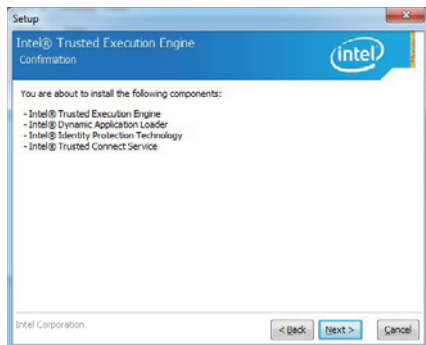 Setup
Intel® Trusted Execution Engine
Confirmation
intel
You are about to install the following components:
- Intel® Trusted Execution Engine
- Intel® Dynamic Application Loader
- Intel® Identity Protection Technology
- Intel® Trusted Connect Service
Intel Corporation
< Back Next > Cancel